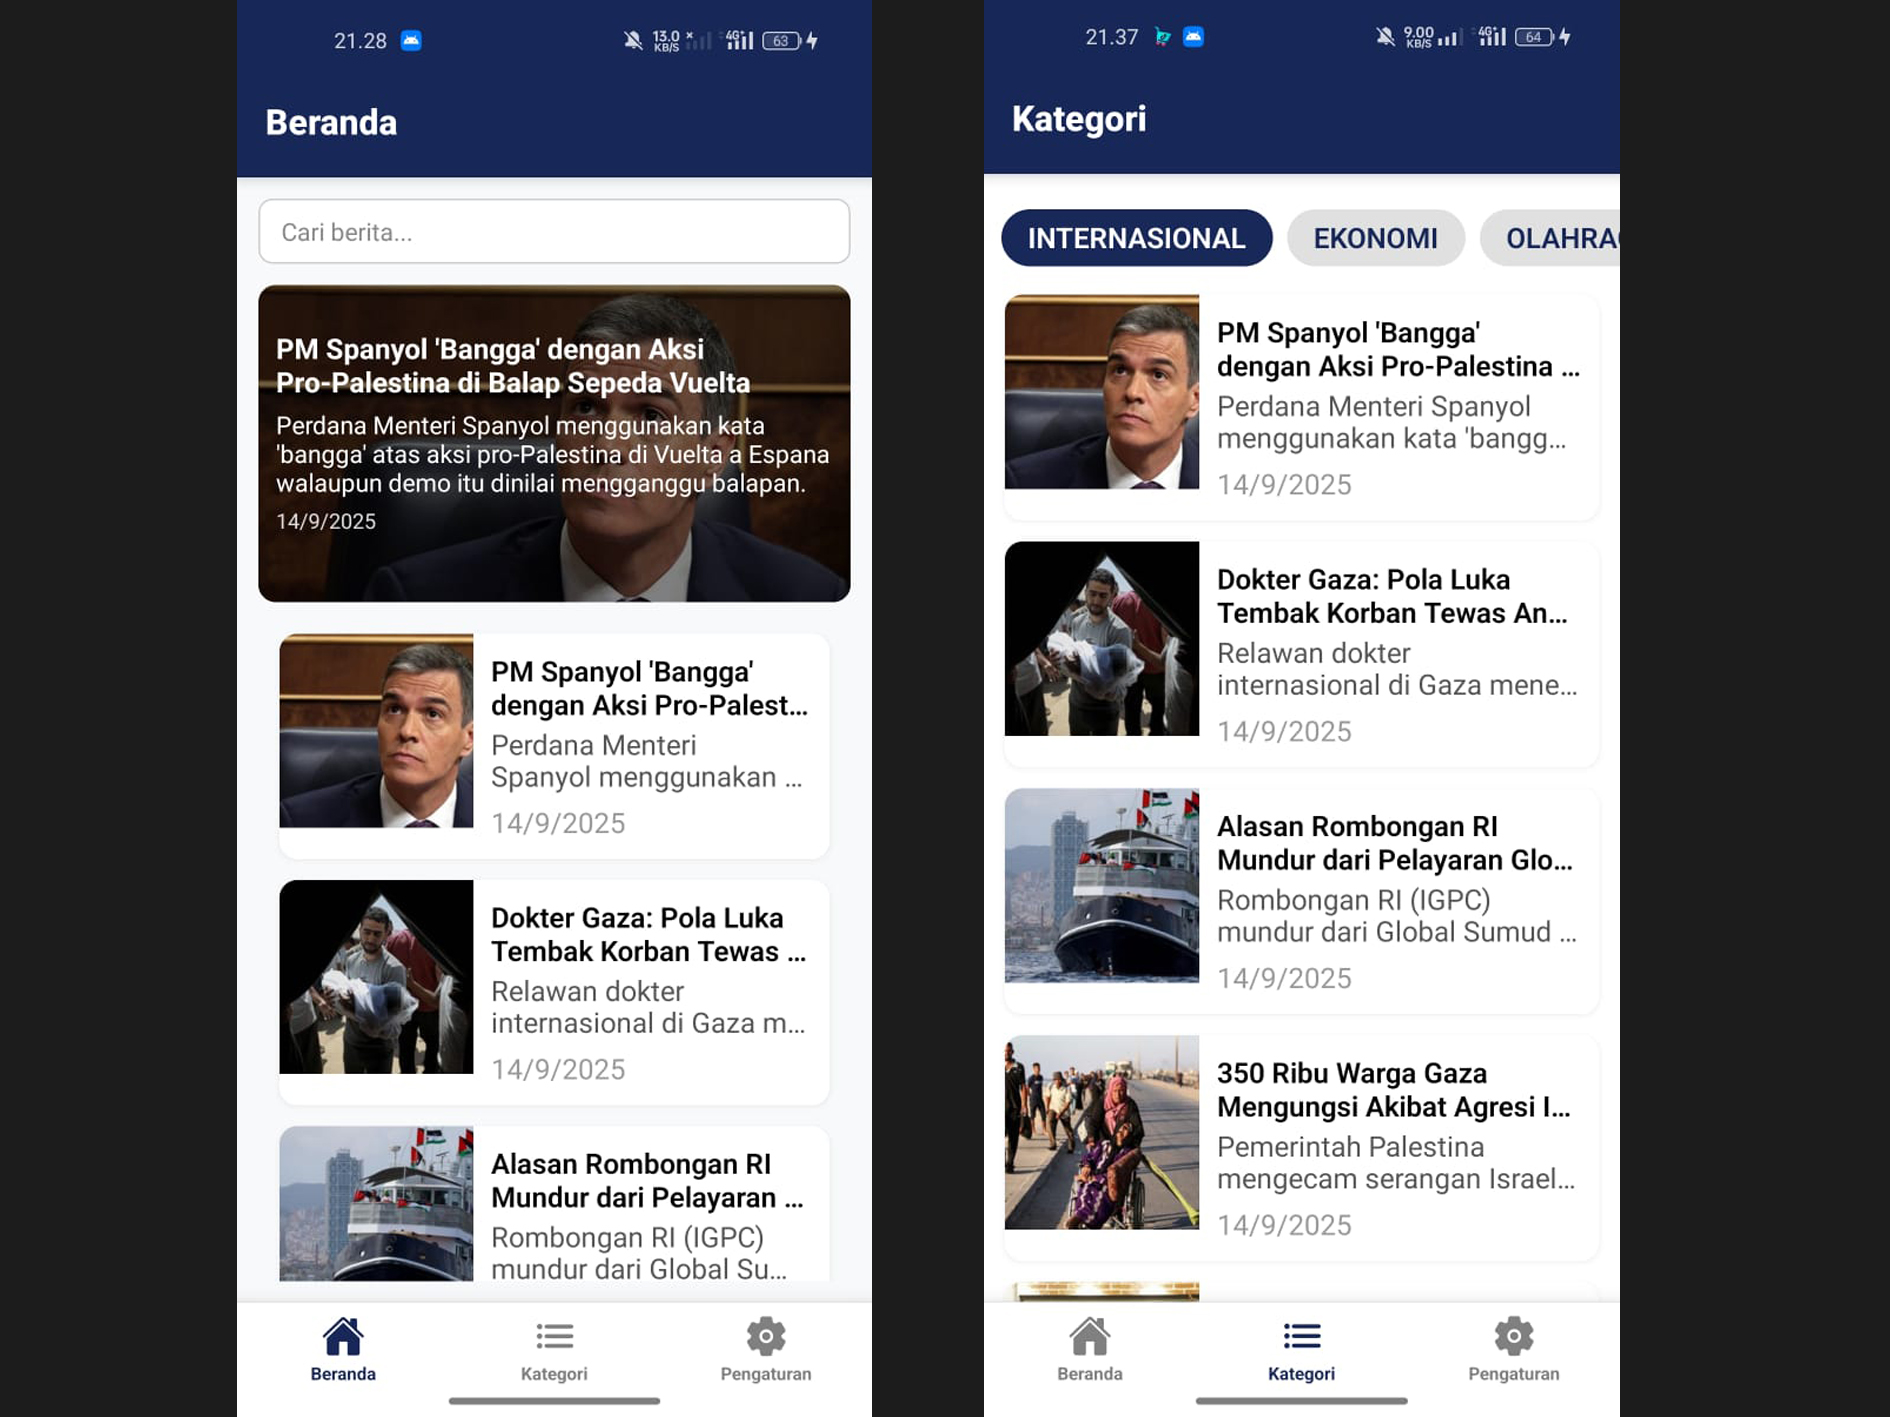 21.28
13.0
KB/S
4G+
63
Beranda
Cari berita...
PM Spanyol 'Bangga' dengan Aksi
Pro-Palestina di Balap Sepeda Vuelta
Perdana Menteri Spanyol menggunakan kata
'bangga' atas aksi pro-Palestina di Vuelta a Espana
walaupun demo itu dinilai mengganggu balapan.
14/9/2025
PM Spanyol 'Bangga'
dengan Aksi Pro-Palest...
Perdana Menteri
Spanyol menggunakan ...
14/9/2025
Dokter Gaza: Pola Luka
Tembak Korban Tewas ...
Relawan dokter
internasional di Gaza m...
14/9/2025
Alasan Rombongan RI
Mundur dari Pelayaran ...
Rombongan RI (IGPC)
mundur dari Global Su...
Beranda
Kategori
Pengaturan
21.37
9.00
KB/S
4G+
64
Kategori
INTERNASIONAL
EKONOMI
OLAHRA
PM Spanyol 'Bangga'
dengan Aksi Pro-Palestina ...
Perdana Menteri Spanyol
menggunakan kata 'bangg...
14/9/2025
Dokter Gaza: Pola Luka
Tembak Korban Tewas An...
Relawan dokter
internasional di Gaza mene...
14/9/2025
Alasan Rombongan RI
Mundur dari Pelayaran Glo...
Rombongan RI (IGPC)
mundur dari Global Sumud ...
14/9/2025
350 Ribu Warga Gaza
Mengungsi Akibat Agresi I...
Pemerintah Palestina
mengecam serangan Israel...
14/9/2025
Beranda
Kategori
Pengaturan